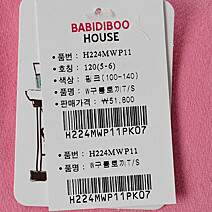 BABIDIBOO
HOUSE
• 품번: H224MWP11
• 호칭: 120(5-6)
• 색상: 핑크(100-140)
• 품명: #구름토끼T/S
• 판매가격: ₩51,800
H224MWP11PK07
• 품번: H224MWP11
• 품명: #구름토끼T/S
H224MWP11PK07